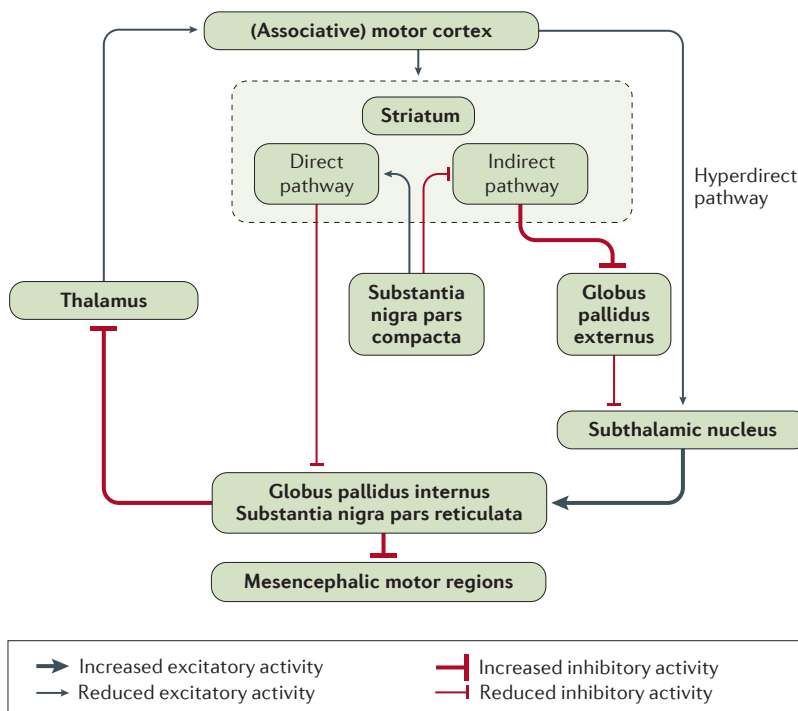 (Associative) motor cortex
Striatum
Direct
pathway
Indirect
pathway
Hyperdirect
pathway
Thalamus
Substantia
nigra pars
compacta
Globus
pallidus
externus
Subthalamic nucleus
Globus pallidus internus
Substantia nigra pars reticulata
Mesencephalic motor regions
Increased excitatory activity
Reduced excitatory activity
Increased inhibitory activity
Reduced inhibitory activity